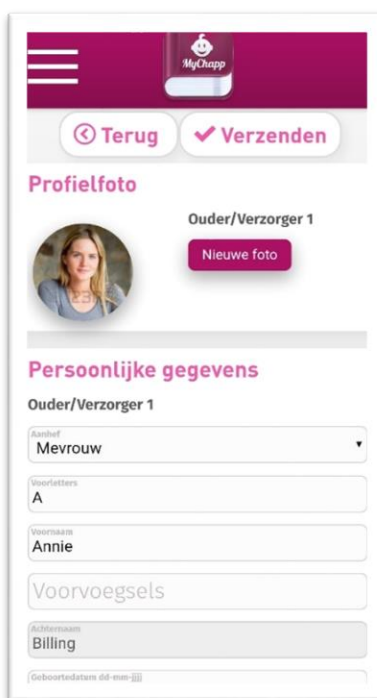 MyChapp
Terug
Verzenden
Profielfoto
Ouder/Verzorger 1
Nieuwe foto
Persoonlijke gegevens
Ouder/Verzorger 1
Aanhef
Mevrouw
Voorletters
A
Voornaam
Annie
Voorvoegsels
Achternaam
Billing
Geboortedatum dd-mm-